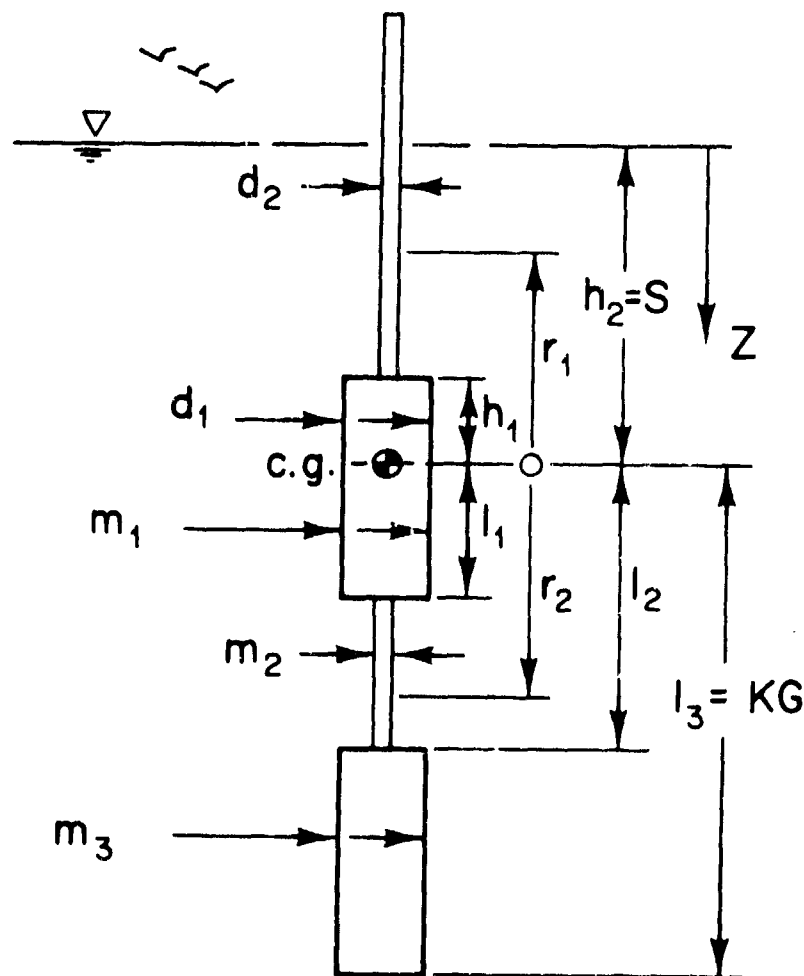 d₂
h₂=S
Z
r₁
d₁
h₁
c.g.
m₁
l₁
r₂
l₂
m₂
l₃= KG
m₃